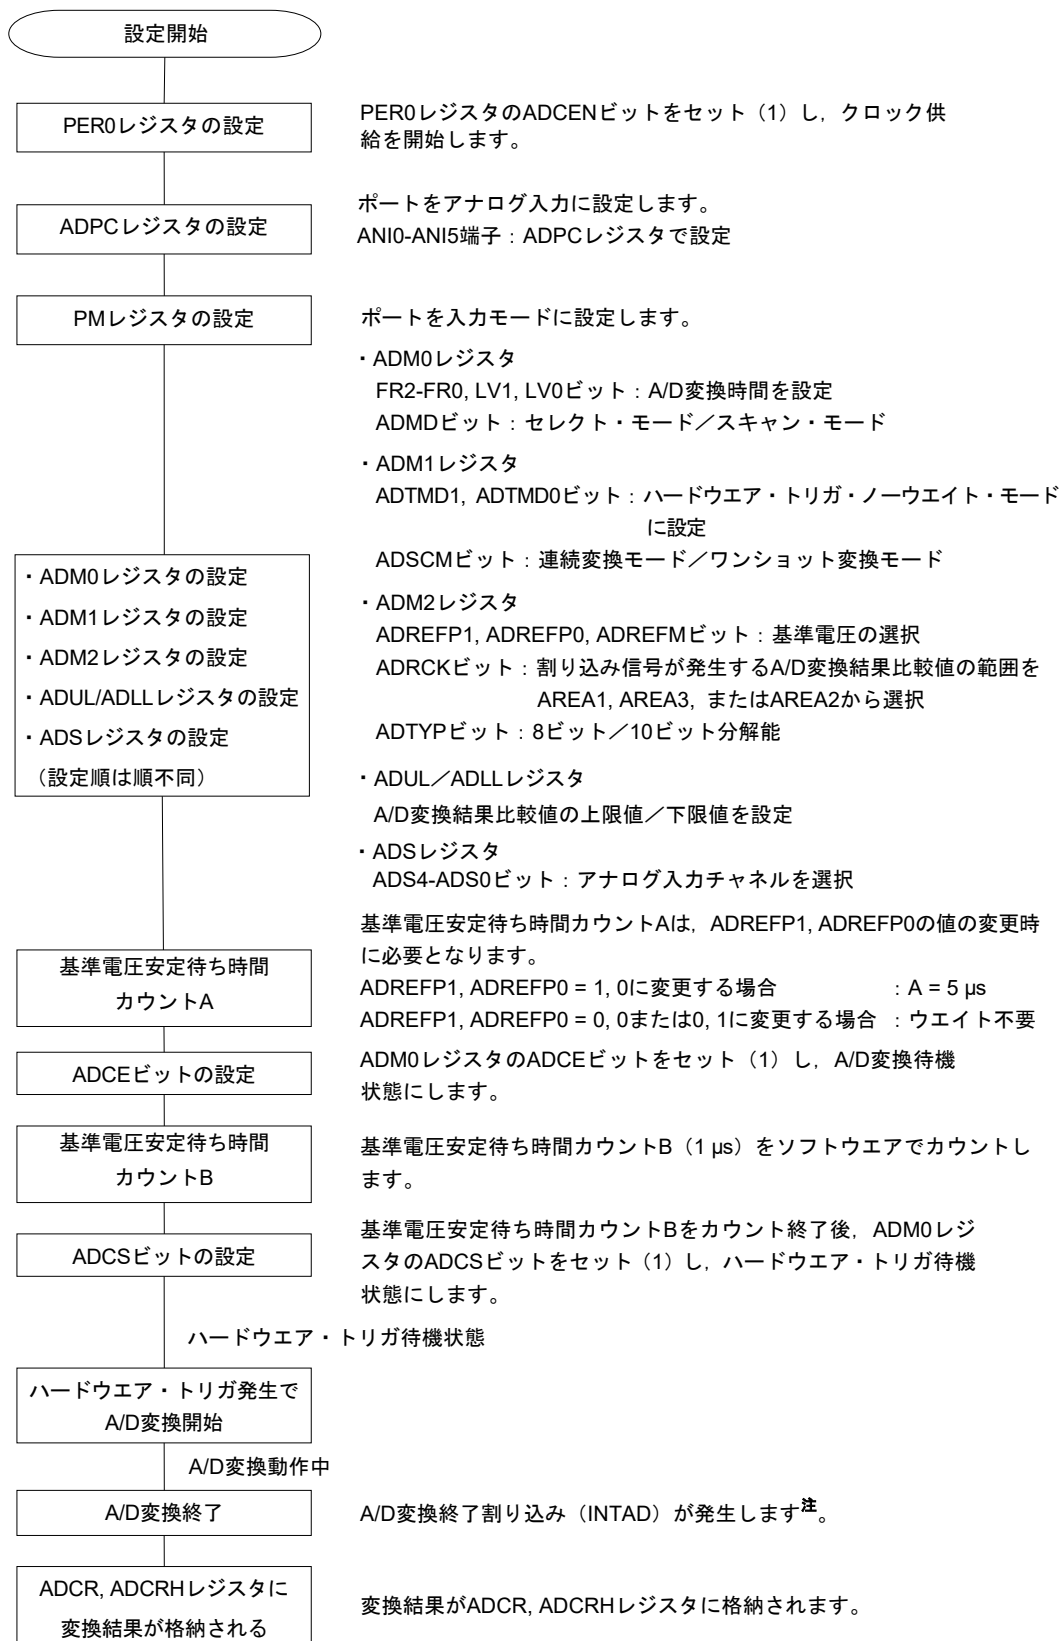 設定開始
PER0レジスタの設定
PER0レジスタのADCENビットをセット（1）し，クロック供
給を開始します。
ADPCレジスタの設定
ポートをアナログ入力に設定します。
ANI0-ANI5端子：ADPCレジスタで設定
PMレジスタの設定
ポートを入力モードに設定します。
・ADM0レジスタの設定
・ADM1レジスタの設定
・ADM2レジスタの設定
・ADUL/ADLLレジスタの設定
・ADSレジスタの設定
（設定順は順不同）
・ADM0レジスタ
FR2-FR0, LV1, LV0ビット：A/D変換時間を設定
ADMDビット：セレクト・モード／スキャン・モード
・ADM1レジスタ
ADTMD1, ADTMD0ビット：ハードウエア・トリガ・ノーウエイト・モード
に設定
ADSCMビット：連続変換モード／ワンショット変換モード
・ADM2レジスタ
ADREFP1, ADREFP0, ADREFMビット：基準電圧の選択
ADRCKビット：割り込み信号が発生するA/D変換結果比較値の範囲を
AREA1, AREA3，またはAREA2から選択
ADTYPビット：8ビット／10ビット分解能
・ADUL／ADLLレジスタ
A/D変換結果比較値の上限値／下限値を設定
・ADSレジスタ
ADS4-ADS0ビット：アナログ入力チャネルを選択
基準電圧安定待ち時間
カウントA
基準電圧安定待ち時間カウントAは，ADREFP1, ADREFP0の値の変更時
に必要となります。
ADREFP1, ADREFP0 = 1, 0に変更する場合 ：A = 5 μs
ADREFP1, ADREFP0 = 0, 0または0, 1に変更する場合 ：ウエイト不要
ADCEビットの設定
ADM0レジスタのADCEビットをセット（1）し，A/D変換待機
状態にします。
基準電圧安定待ち時間
カウントB
基準電圧安定待ち時間カウントB（1 μs）をソフトウエアでカウントし
ます。
ADCSビットの設定
基準電圧安定待ち時間カウントBをカウント終了後，ADM0レジ
スタのADCSビットをセット（1）し，ハードウエア・トリガ待機
状態にします。
ハードウエア・トリガ待機状態
ハードウエア・トリガ発生で
A/D変換開始
A/D変換動作中
A/D変換終了
A/D変換終了割り込み（INTAD）が発生します注。
ADCR, ADCRHレジスタに
変換結果が格納される
変換結果がADCR, ADCRHレジスタに格納されます。